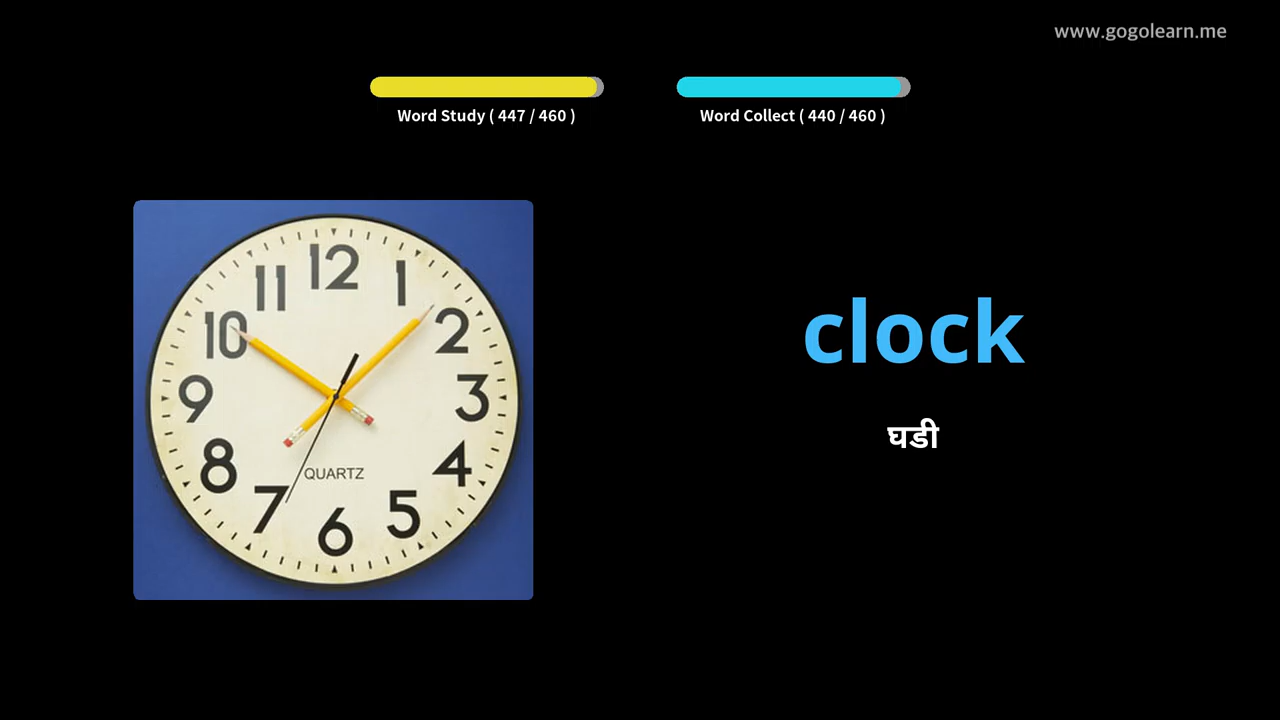 www.gogolearn.me
Word Study ( 447 / 460 )
Word Collect ( 440 / 460 )
12
11
1
10
2
9
3
8
4
QUARTZ
7
5
6
clock
घडी